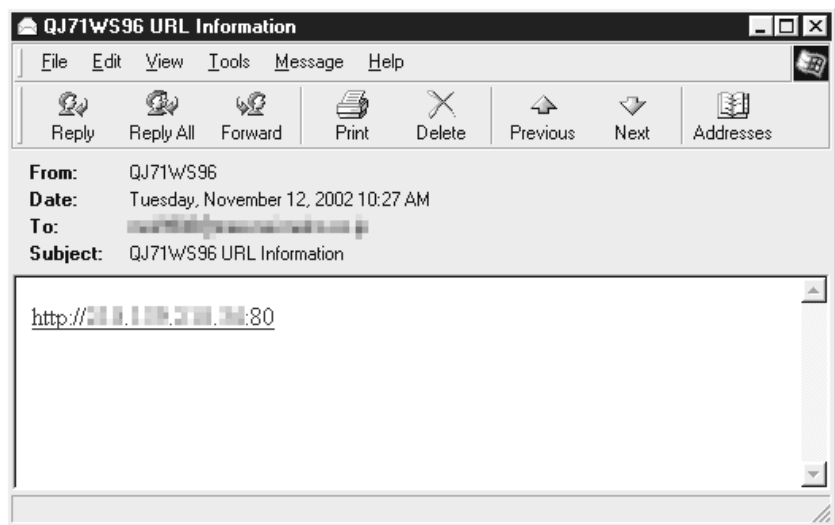 QJ71WS96 URL Information
File Edit View Tools Message Help
Reply Reply All Forward Print Delete Previous Next Addresses
From: QJ71WS96
Date: Tuesday, November 12, 2002 10:27 AM
To:
Subject: QJ71WS96 URL Information
http:// :80